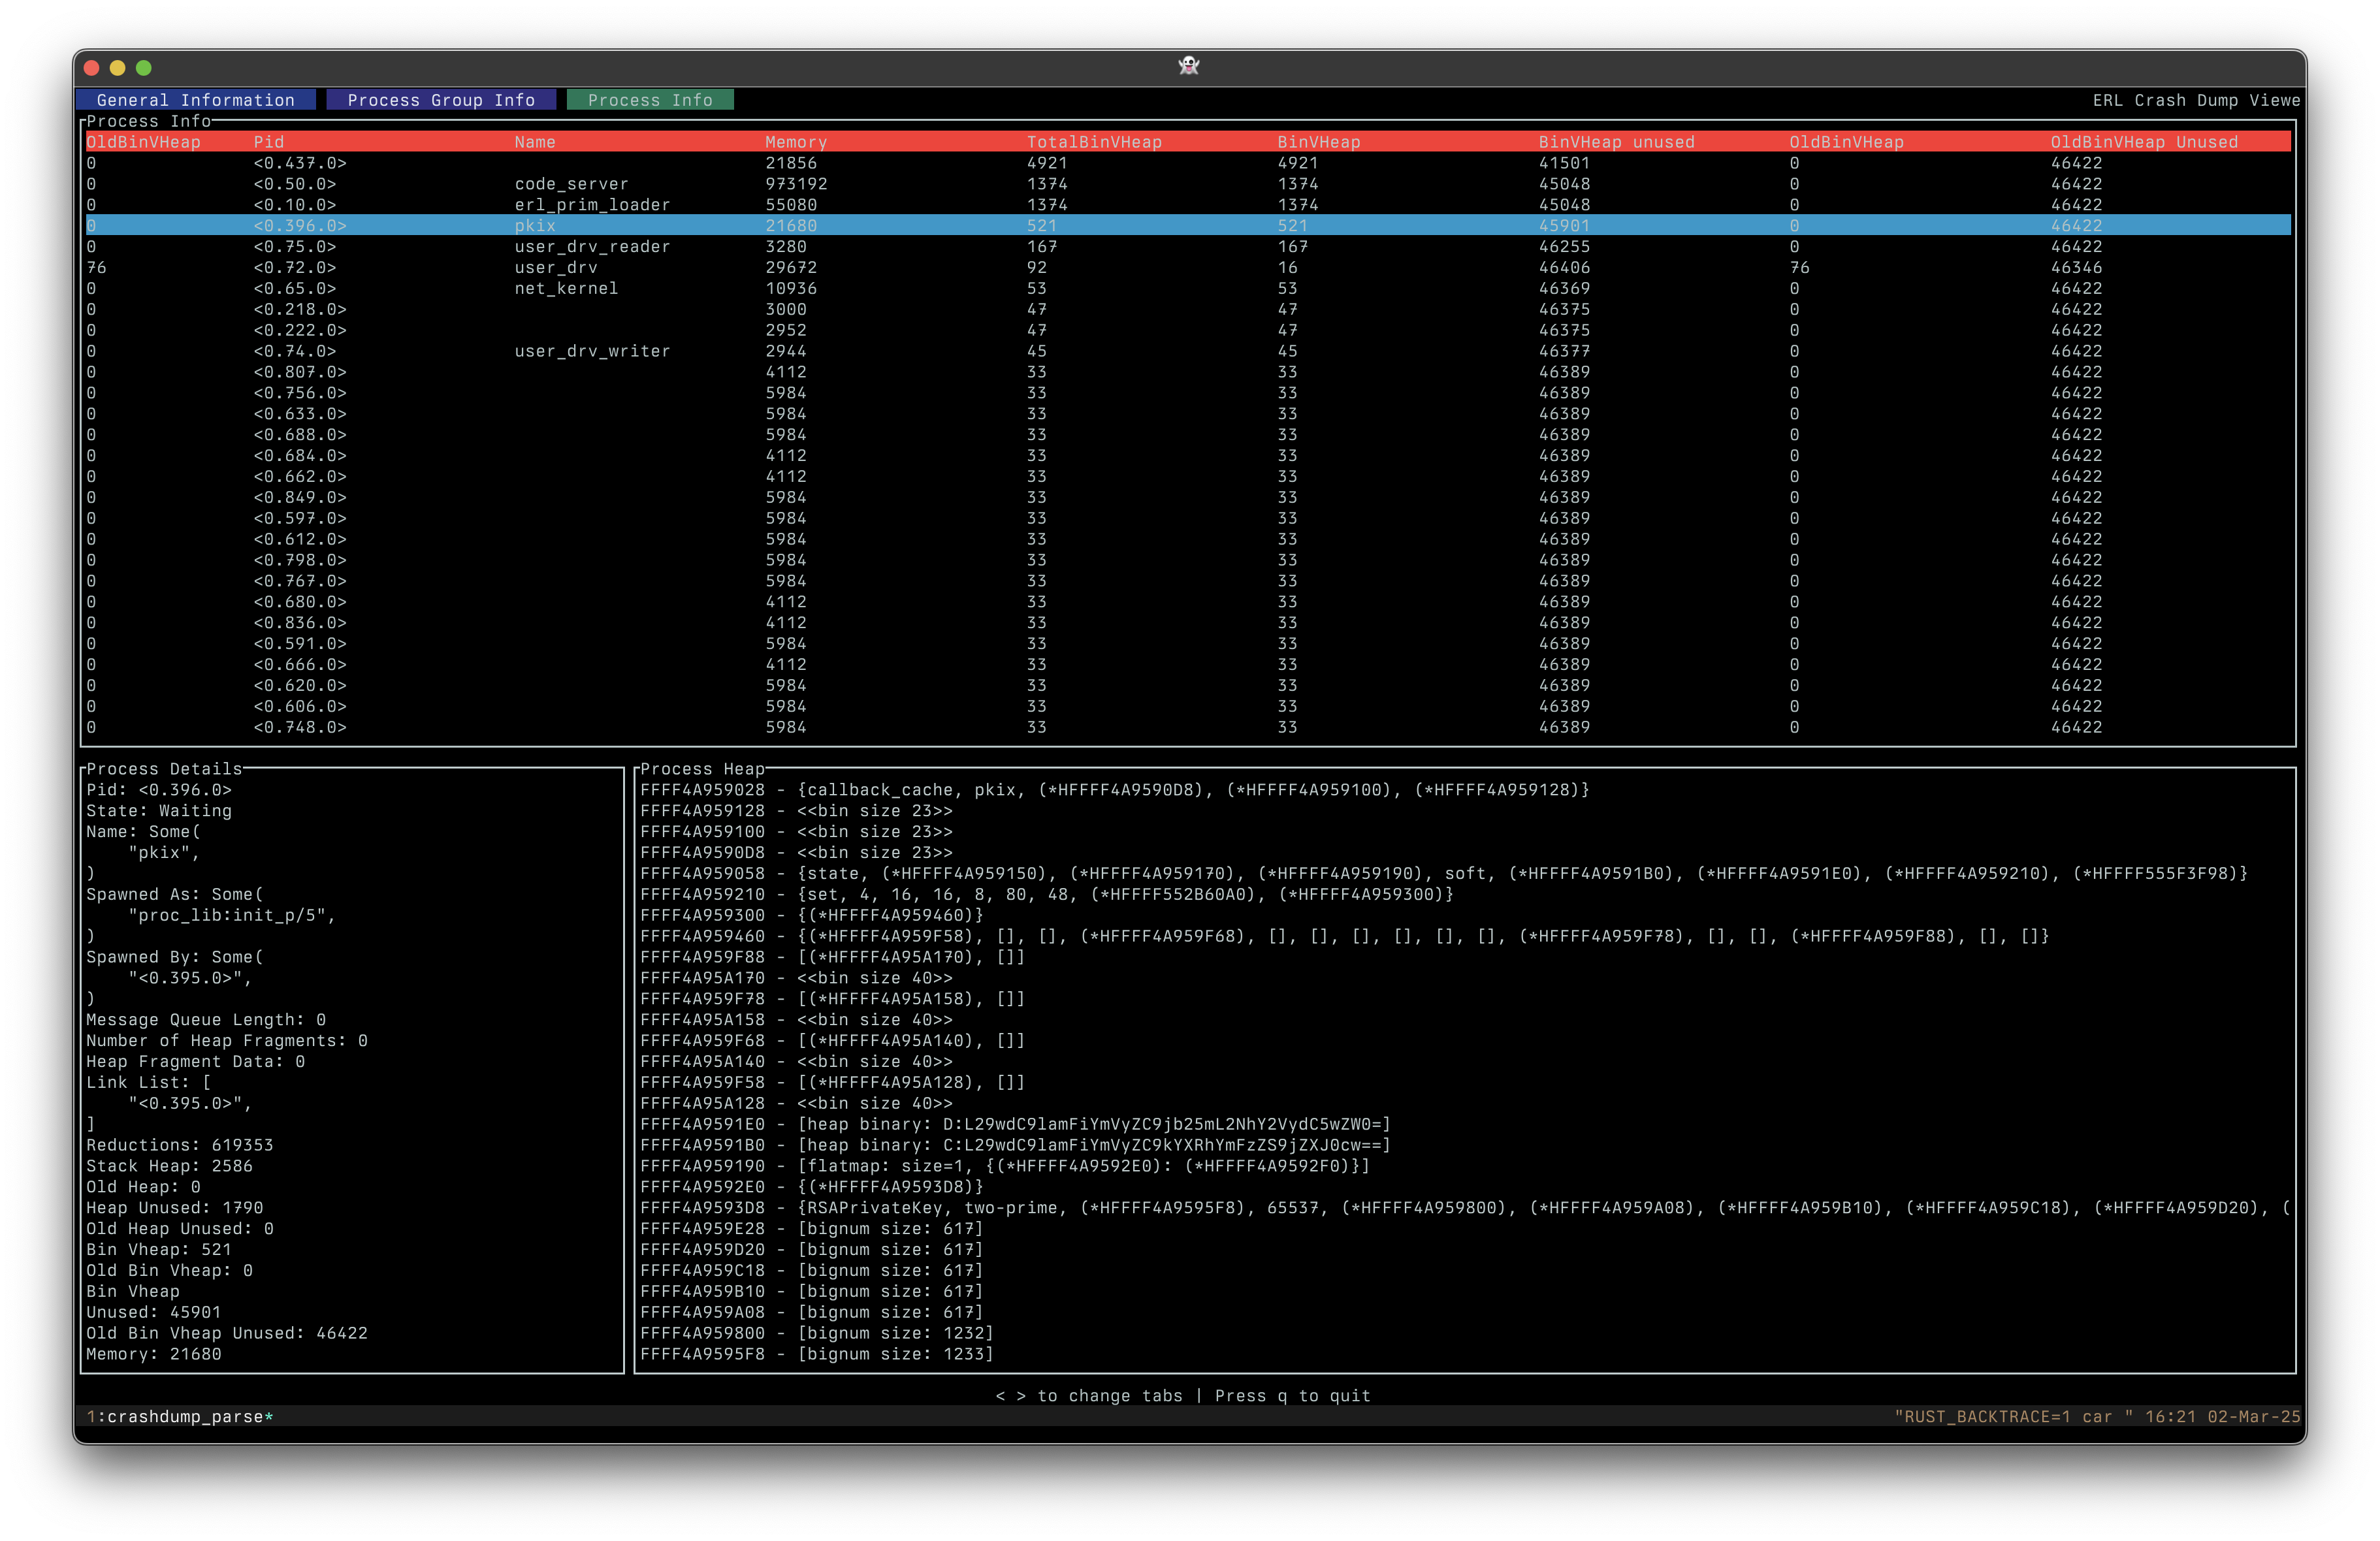 General Information Process Group Info Process Info ERL Crash Dump Viewe
Process Info
OldBinVHeap Pid Name Memory TotalBinVHeap BinVHeap BinVHeap unused OldBinVHeap OldBinVHeap Unused
0 <0.437.0> 21856 4921 4921 41501 0 46422
0 <0.50.0> code_server 973192 1374 1374 45048 0 46422
0 <0.10.0> erl_prim_loader 55080 1374 1374 45048 0 46422
0 <0.396.0> pkix 21680 521 521 45901 0 46422
0 <0.75.0> user_drv_reader 3280 167 167 46255 0 46422
76 <0.72.0> user_drv 29672 92 16 46406 76 46346
0 <0.65.0> net_kernel 10936 53 53 46369 0 46422
0 <0.218.0> 3000 47 47 46375 0 46422
0 <0.222.0> 2952 47 47 46375 0 46422
0 <0.74.0> user_drv_writer 2944 45 45 46377 0 46422
0 <0.807.0> 4112 33 33 46389 0 46422
0 <0.756.0> 5984 33 33 46389 0 46422
0 <0.633.0> 5984 33 33 46389 0 46422
0 <0.688.0> 5984 33 33 46389 0 46422
0 <0.684.0> 4112 33 33 46389 0 46422
0 <0.662.0> 4112 33 33 46389 0 46422
0 <0.849.0> 5984 33 33 46389 0 46422
0 <0.597.0> 5984 33 33 46389 0 46422
0 <0.612.0> 5984 33 33 46389 0 46422
0 <0.798.0> 5984 33 33 46389 0 46422
0 <0.767.0> 5984 33 33 46389 0 46422
0 <0.680.0> 4112 33 33 46389 0 46422
0 <0.836.0> 4112 33 33 46389 0 46422
0 <0.591.0> 5984 33 33 46389 0 46422
0 <0.666.0> 4112 33 33 46389 0 46422
0 <0.620.0> 5984 33 33 46389 0 46422
0 <0.606.0> 5984 33 33 46389 0 46422
0 <0.748.0> 5984 33 33 46389 0 46422
Process Details
Pid: <0.396.0>
State: Waiting
Name: Some(
"pkix",
)
Spawned As: Some(
"proc_lib:init_p/5",
)
Spawned By: Some(
"<0.395.0>",
)
Message Queue Length: 0
Number of Heap Fragments: 0
Heap Fragment Data: 0
Link List: [
"<0.395.0>",
]
Reductions: 619353
Stack Heap: 2586
Old Heap: 0
Heap Unused: 1790
Old Heap Unused: 0
Bin Vheap: 521
Old Bin Vheap: 0
Bin Vheap
Unused: 45901
Old Bin Vheap Unused: 46422
Memory: 21680
Process Heap
FFFF4A959028 - {callback_cache, pkix, (*HFFFF4A9590D8), (*HFFFF4A959100), (*HFFFF4A959128)}
FFFF4A959128 - <<bin size 23>>
FFFF4A959100 - <<bin size 23>>
FFFF4A9590D8 - <<bin size 23>>
FFFF4A959058 - {state, (*HFFFF4A959150), (*HFFFF4A959170), (*HFFFF4A959190), soft, (*HFFFF4A9591B0), (*HFFFF4A9591E0), (*HFFFF4A959210), (*HFFFF555F3F98)}
FFFF4A959210 - {set, 4, 16, 16, 8, 80, 48, (*HFFFF552B60A0), (*HFFFF4A959300)}
FFFF4A959300 - {(*HFFFF4A959460)}
FFFF4A959460 - {(*HFFFF4A959F58), [], [], (*HFFFF4A959F68), [], [], [], [], [], [], (*HFFFF4A959F78), [], [], (*HFFFF4A959F88), [], []}
FFFF4A959F88 - [(*HFFFF4A95A170), []]
FFFF4A95A170 - <<bin size 40>>
FFFF4A959F78 - [(*HFFFF4A95A158), []]
FFFF4A95A158 - <<bin size 40>>
FFFF4A959F68 - [(*HFFFF4A95A140), []]
FFFF4A95A140 - <<bin size 40>>
FFFF4A959F58 - [(*HFFFF4A95A128), []]
FFFF4A95A128 - <<bin size 40>>
FFFF4A9591E0 - [heap binary: D:L29wdC9lamFiYmVyZC9jb25mL2NhY2VydC5wZW0=]
FFFF4A9591B0 - [heap binary: C:L29wdC9lamFiYmVyZC9kYXRhYmFzZS9jZXJ0cw==]
FFFF4A959190 - [flatmap: size=1, {(*HFFFF4A9592E0): (*HFFFF4A9592F0)}]
FFFF4A9592E0 - {(*HFFFF4A9593D8)}
FFFF4A9593D8 - {RSAPrivateKey, two-prime, (*HFFFF4A9595F8), 65537, (*HFFFF4A959800), (*HFFFF4A959A08), (*HFFFF4A959B10), (*HFFFF4A959C18), (*HFFFF4A959D20), (
FFFF4A959E28 - [bignum size: 617]
FFFF4A959D20 - [bignum size: 617]
FFFF4A959C18 - [bignum size: 617]
FFFF4A959B10 - [bignum size: 617]
FFFF4A959A08 - [bignum size: 617]
FFFF4A959800 - [bignum size: 1232]
FFFF4A9595F8 - [bignum size: 1233]
< > to change tabs | Press q to quit
1:crashdump_parse* "RUST_BACKTRACE=1 car " 16:21 02-Mar-25